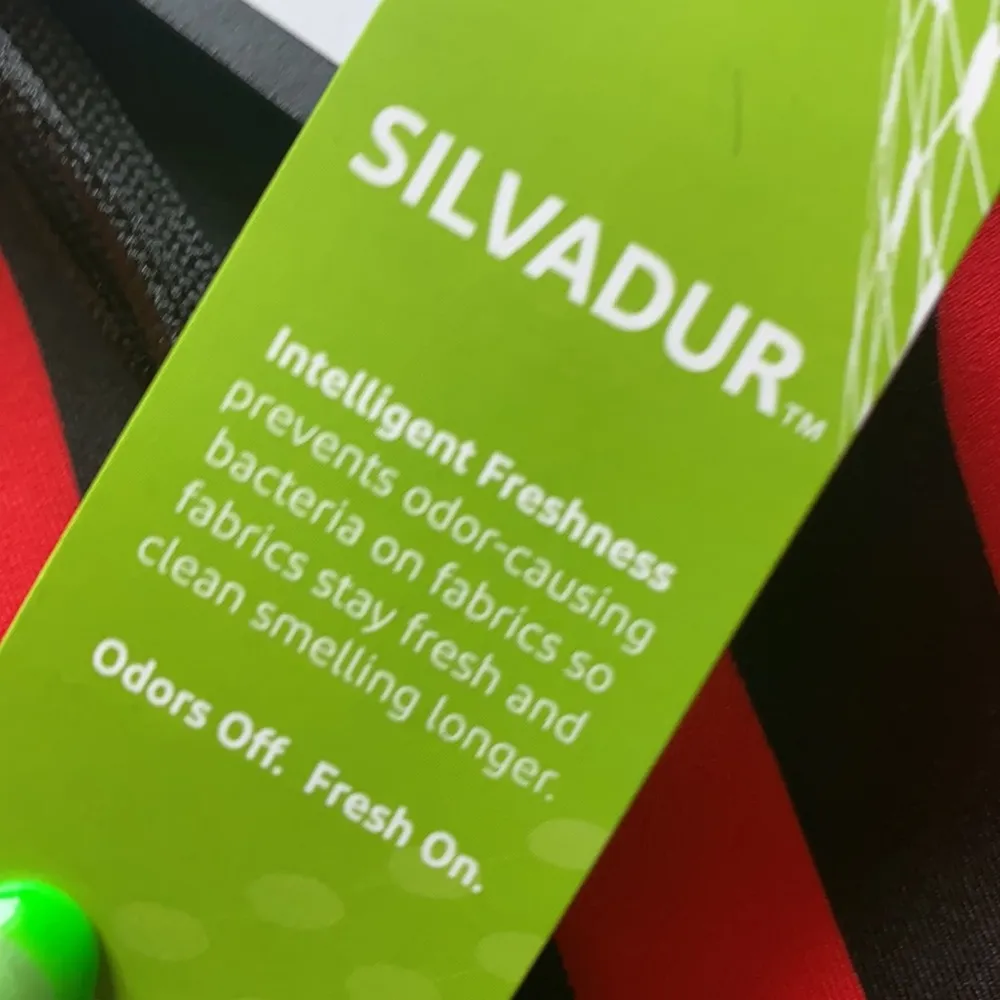 SILVADUR™
Intelligent Freshness
prevents odor-causing
bacteria on fabrics so
fabrics stay fresh and
clean smelling longer.
Odors Off. Fresh On.